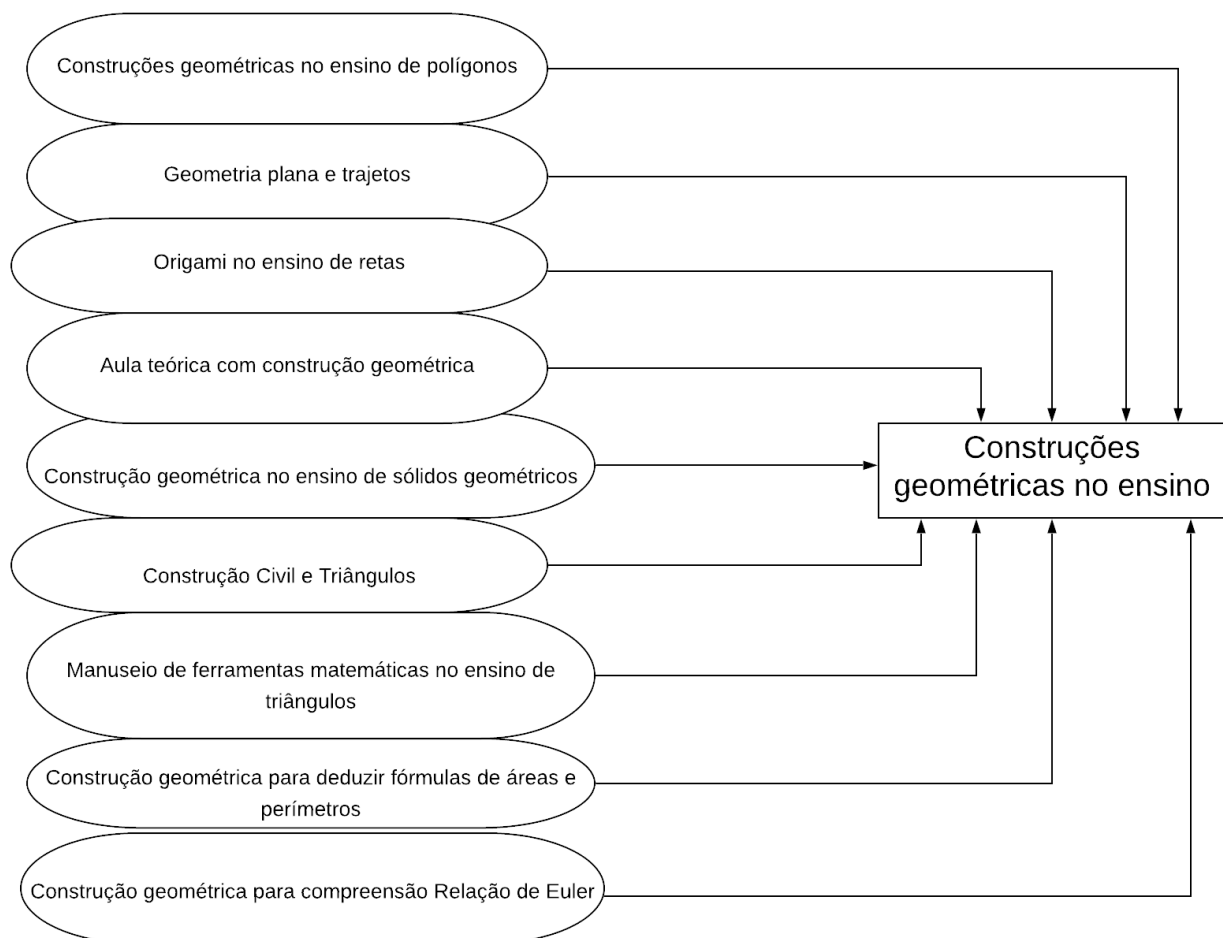 Construções geométricas no ensino de polígonos
Geometria plana e trajetos
Origami no ensino de retas
Aula teórica com construção geométrica
Construção geométrica no ensino de sólidos geométricos
Construção Civil e Triângulos
Manuseio de ferramentas matemáticas no ensino de
triângulos
Construção geométrica para deduzir fórmulas de áreas e
perímetros
Construção geométrica para compreensão Relação de Euler
Construções
geométricas no ensino